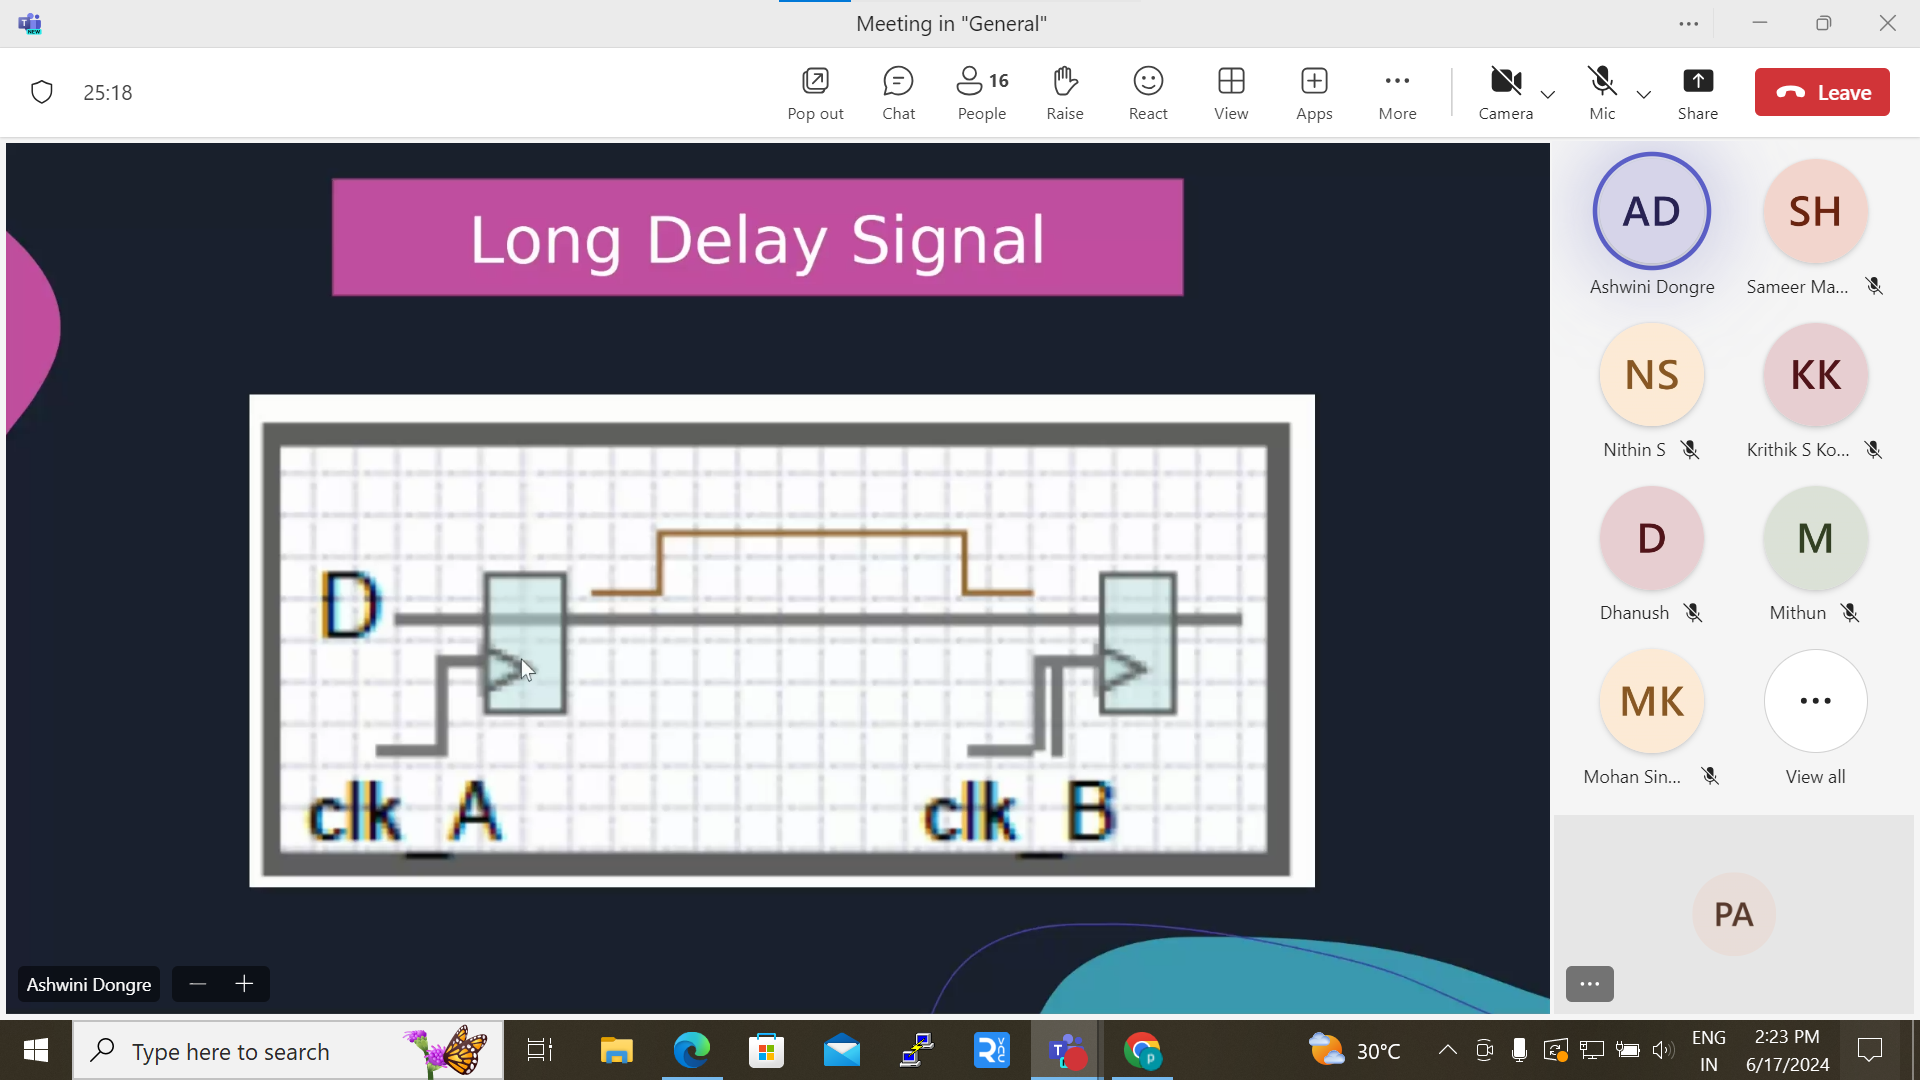 Meeting in "General"
25:18
Pop out
Chat
16
People
Raise
React
View
Apps
More
Camera
Mic
Share
Leave
Long Delay Signal
D
clk_A
clk_B
AD
Ashwini Dongre
SH
Sameer Ma...
NS
Nithin S
KK
Krithik S Ko...
D
Dhanush
M
Mithun
MK
Mohan Sin...
View all
PA
Ashwini Dongre
Type here to search
30°C
ENG
IN
2:23 PM
6/17/2024